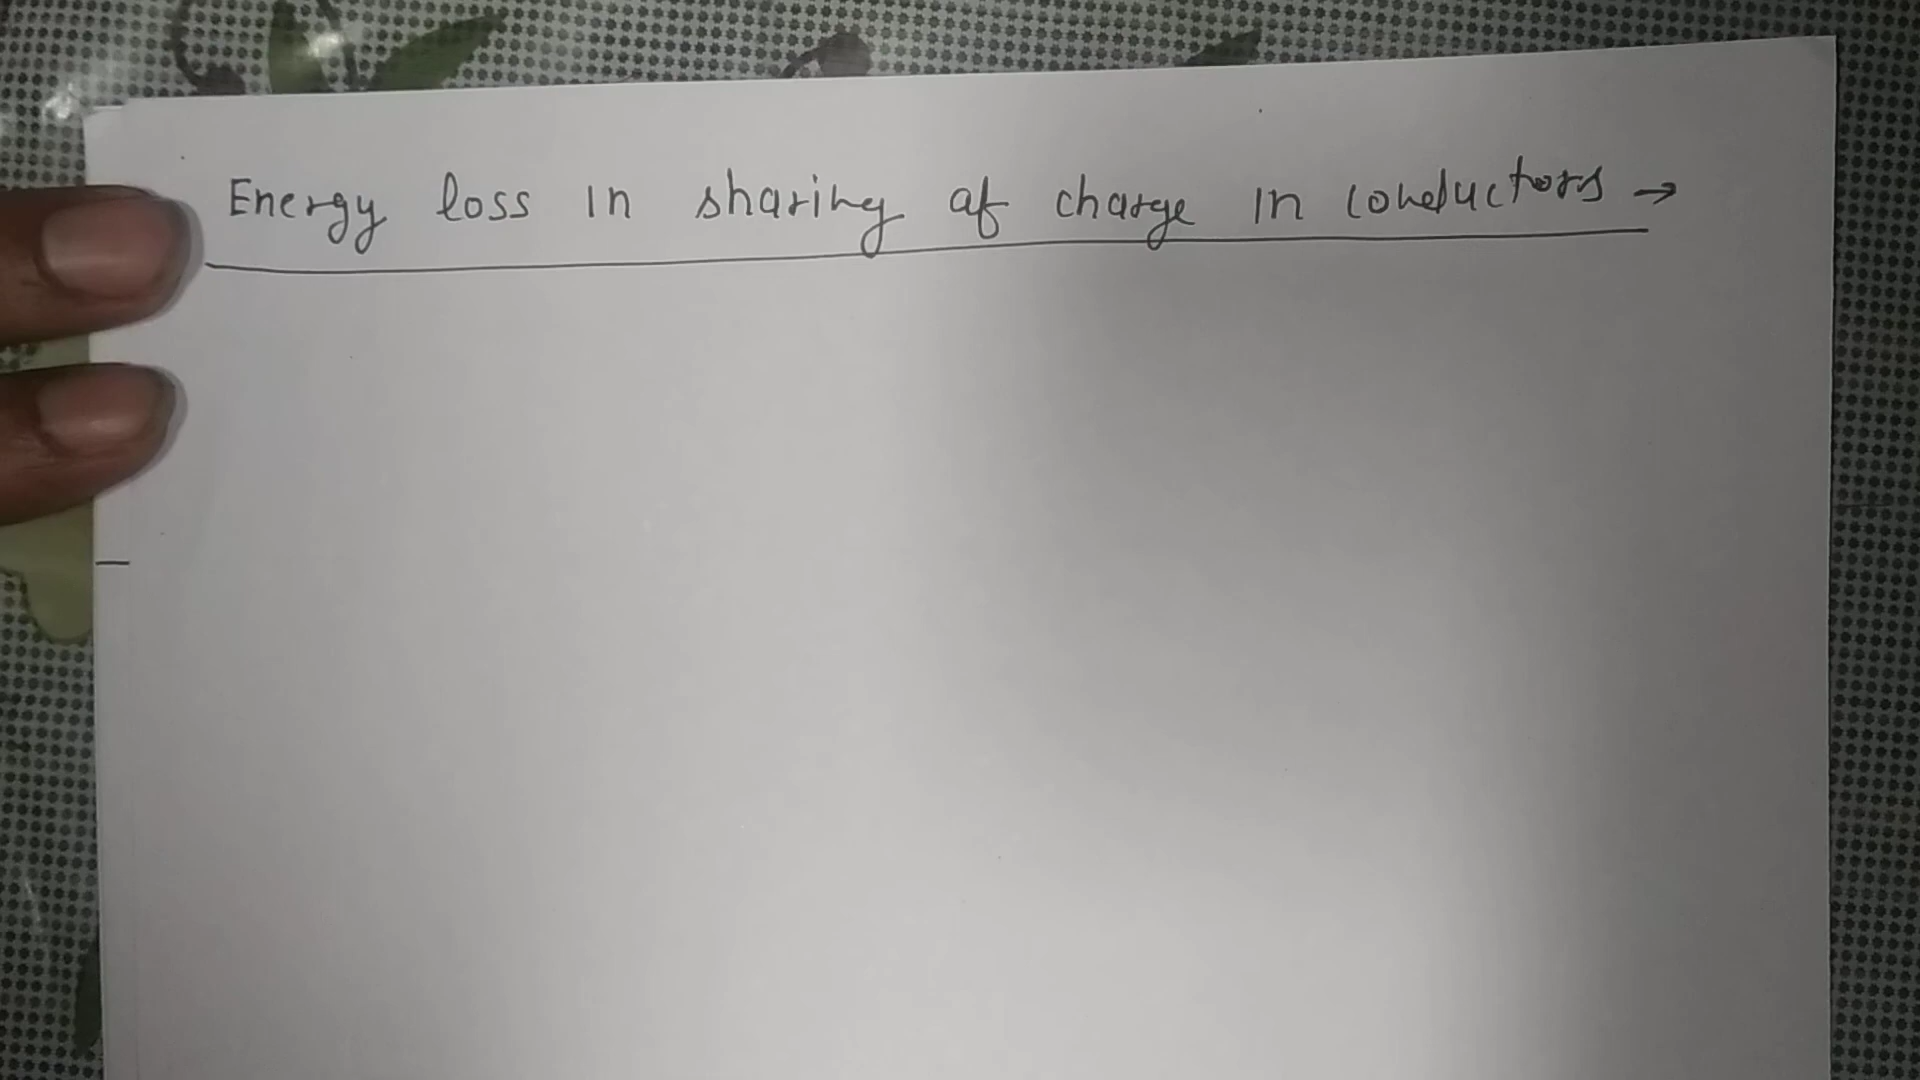 Energy loss in sharing of charge in conductors →